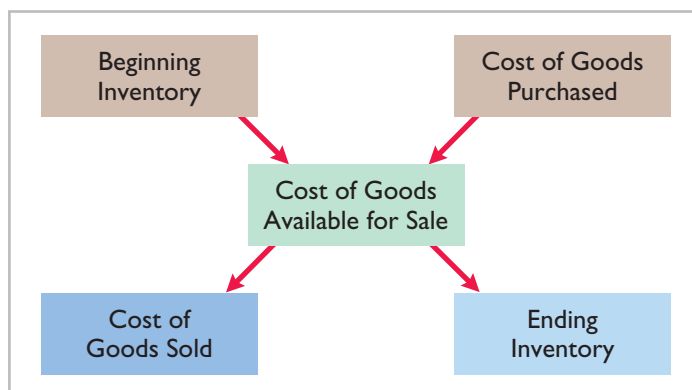 Beginning
Inventory
Cost of Goods
Purchased
Cost of Goods
Available for Sale
Cost of
Goods Sold
Ending
Inventory